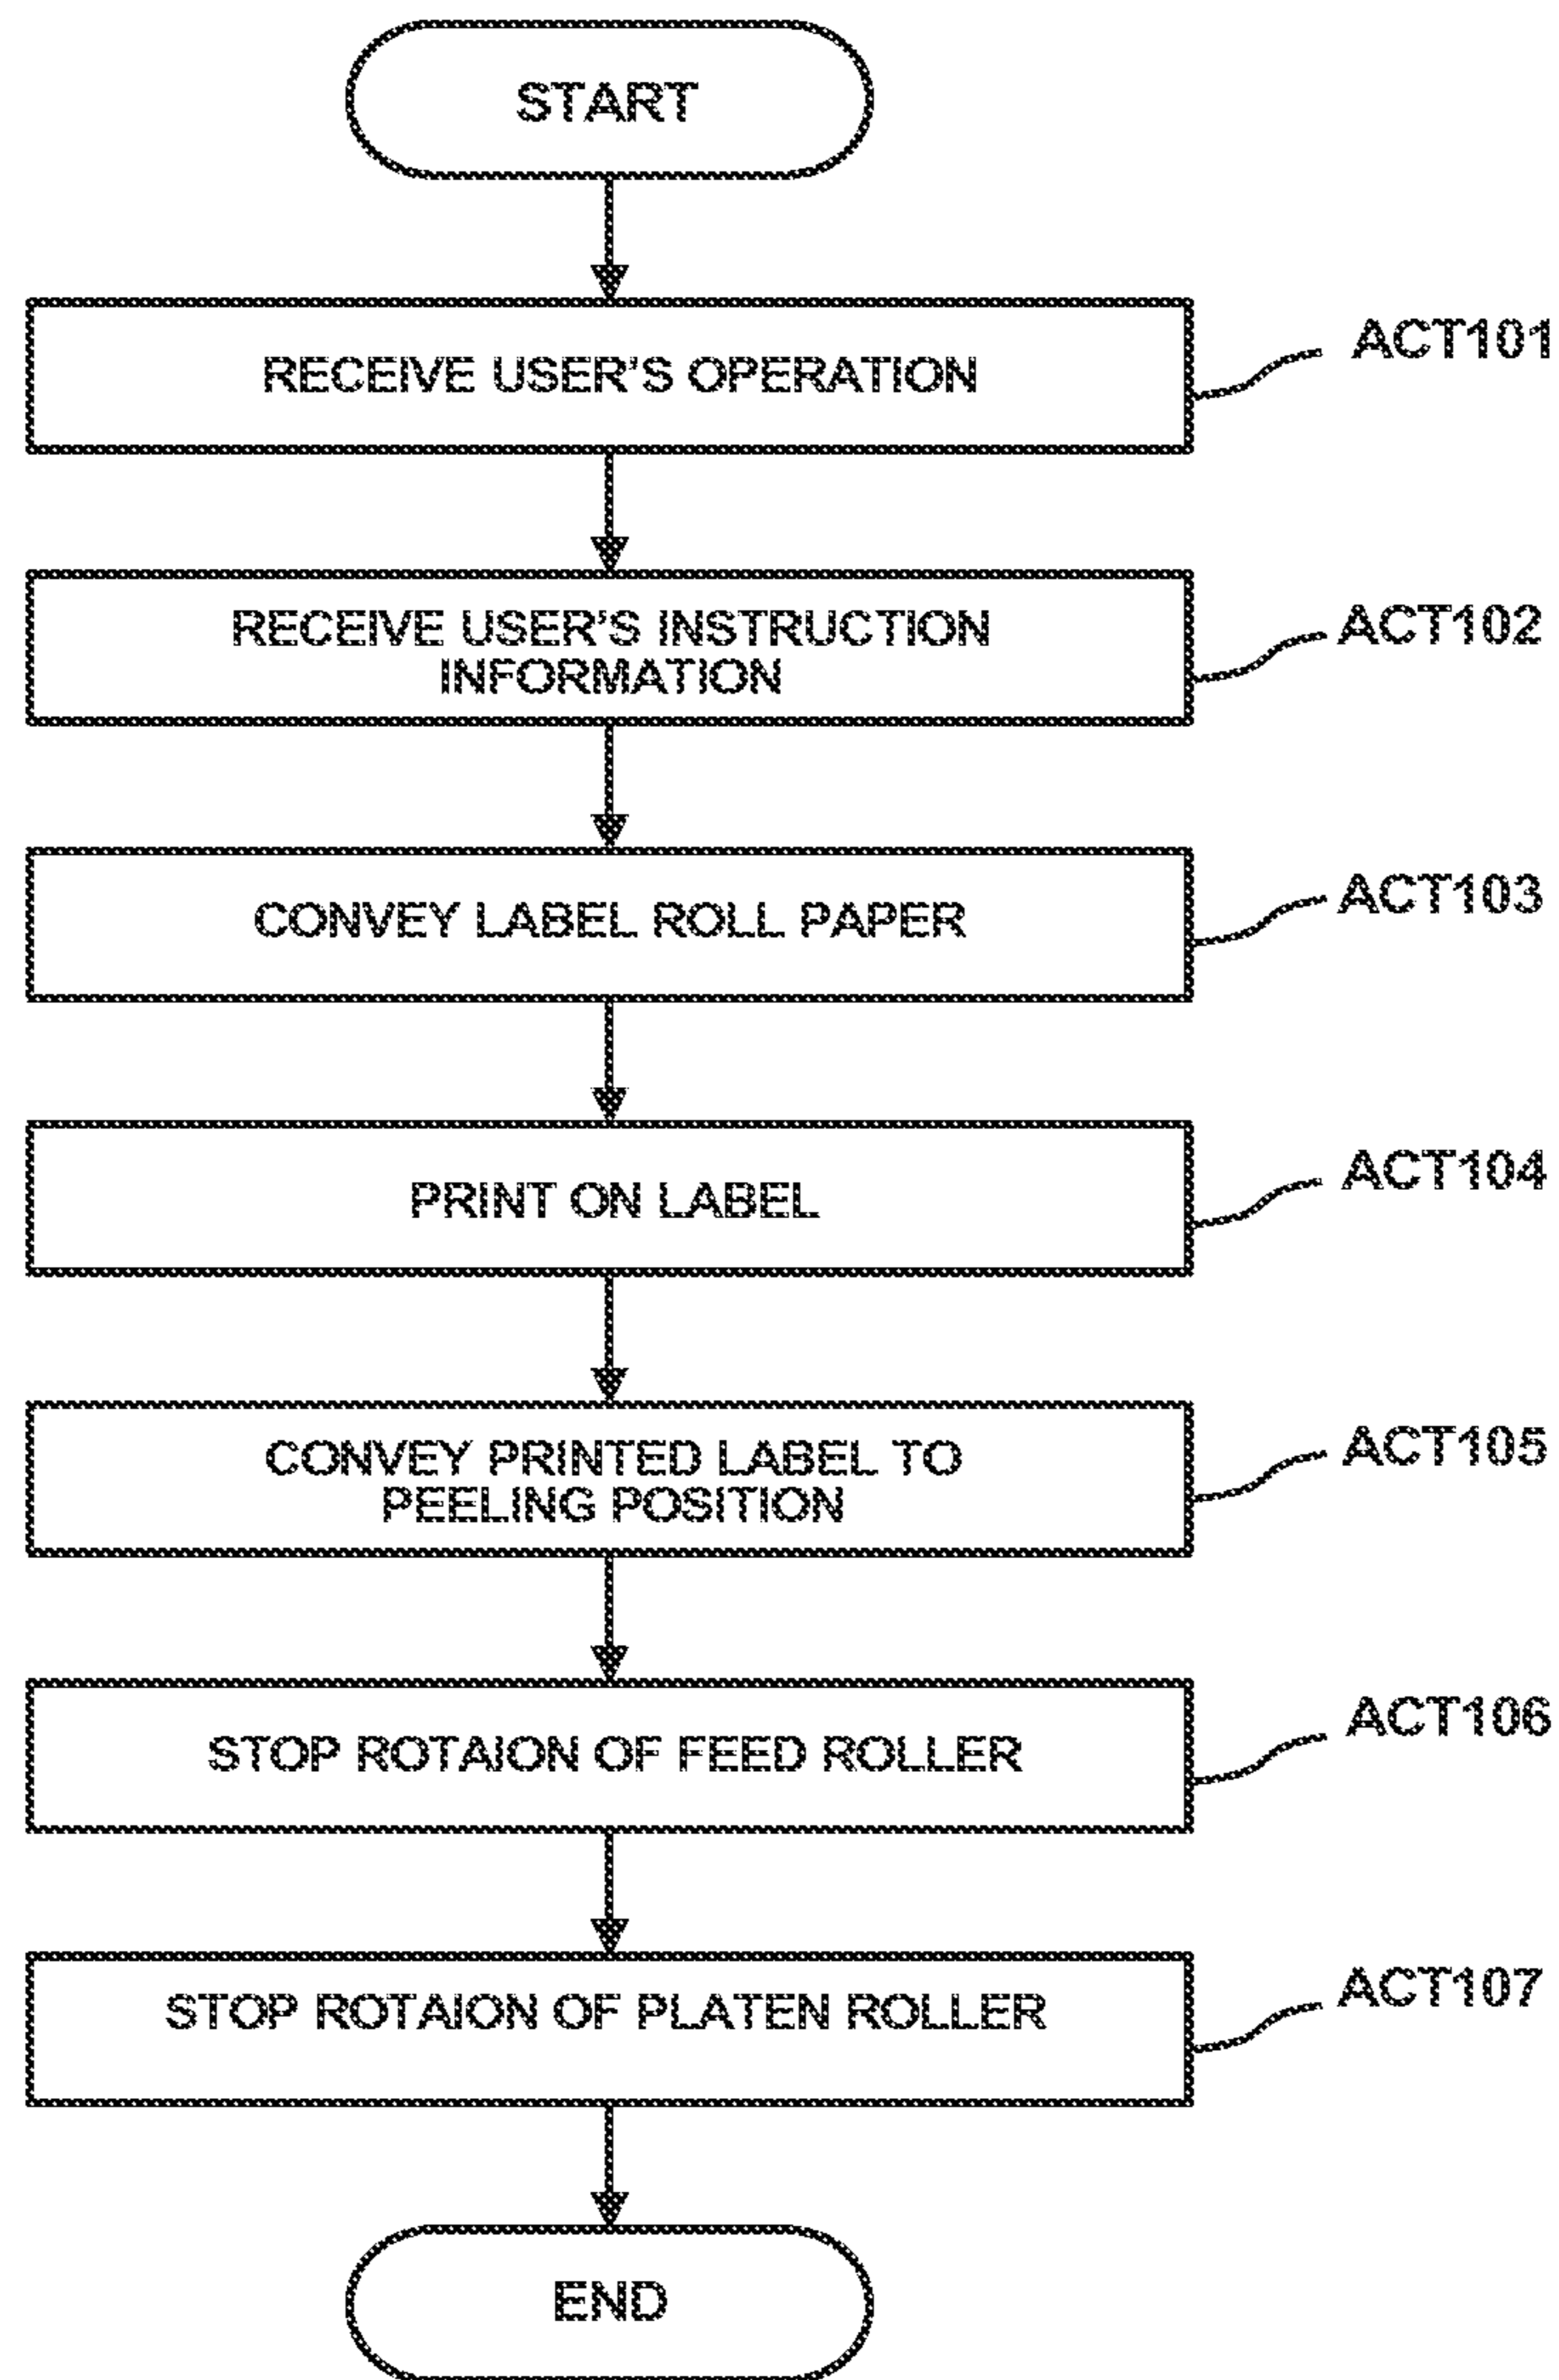 START
RECEIVE USER'S OPERATION
ACT101
RECEIVE USER'S INSTRUCTION
INFORMATION
ACT102
CONVEY LABEL ROLL PAPER
ACT103
PRINT ON LABEL
ACT104
CONVEY PRINTED LABEL TO
PEELING POSITION
ACT105
STOP ROTAION OF FEED ROLLER
ACT106
STOP ROTAION OF PLATEN ROLLER
ACT107
END